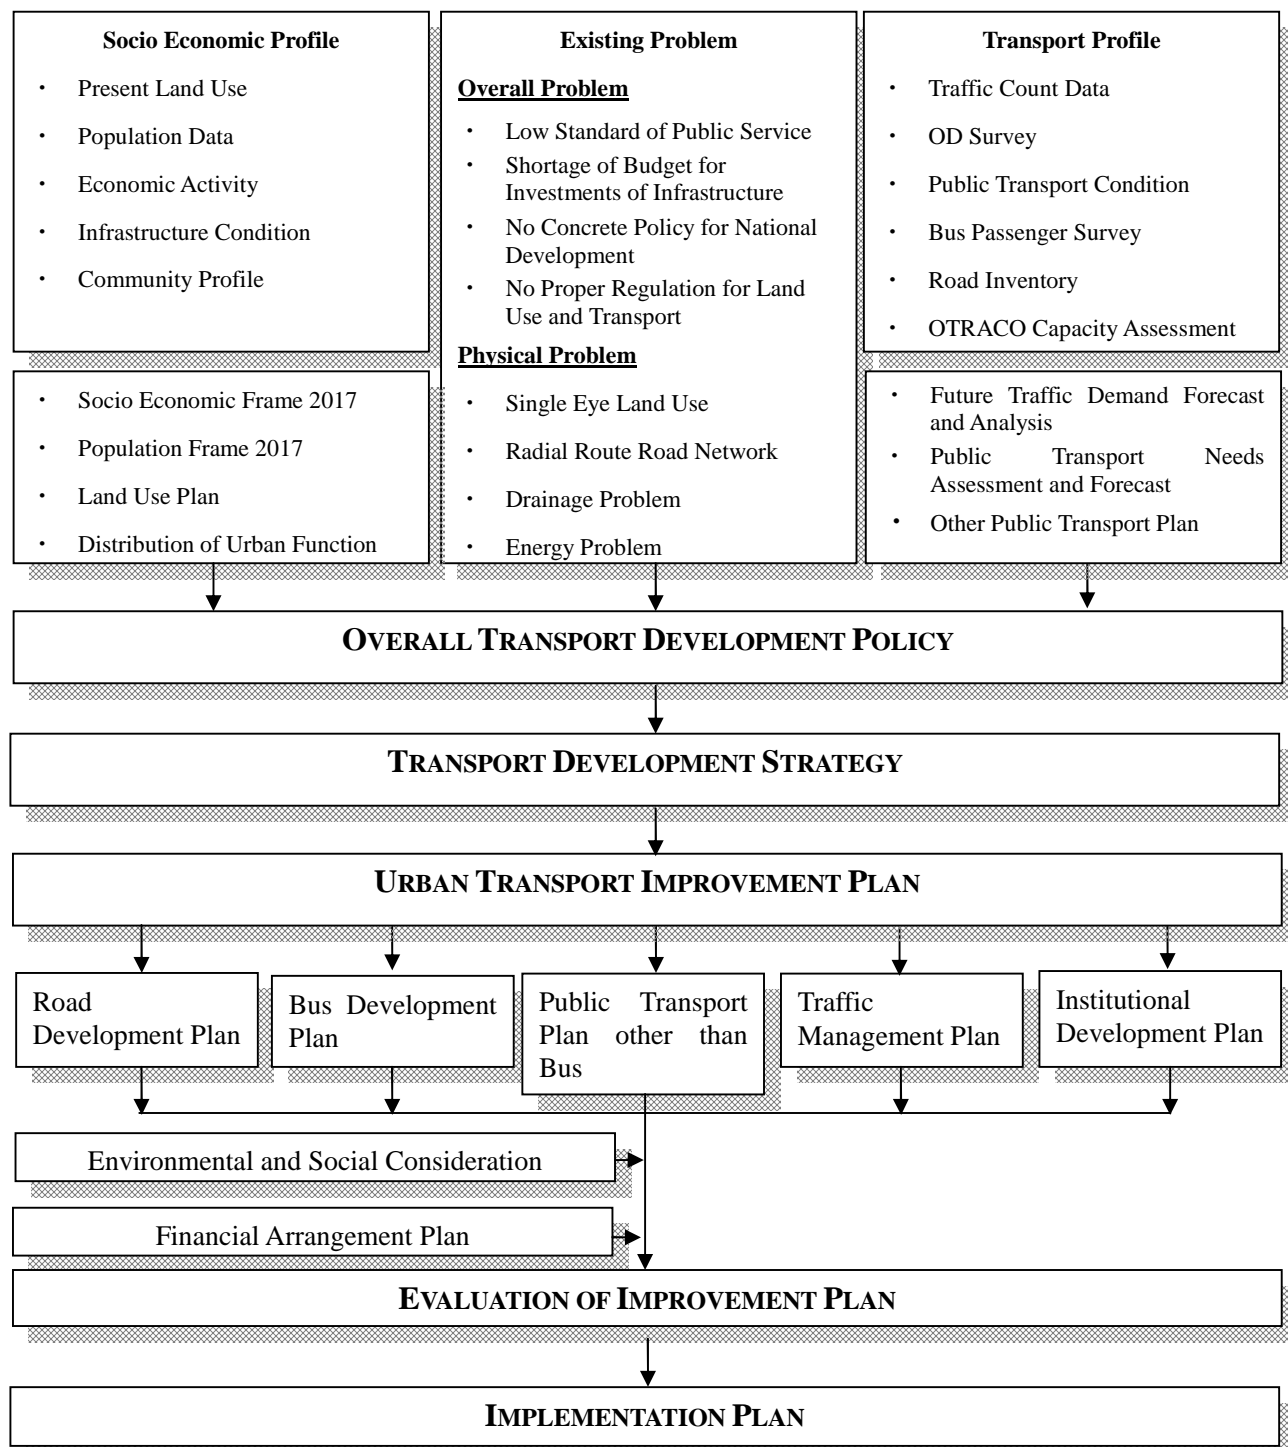 Socio Economic Profile
・ Present Land Use
・ Population Data
・ Economic Activity
・ Infrastructure Condition
・ Community Profile
・ Socio Economic Frame 2017
・ Population Frame 2017
・ Land Use Plan
・ Distribution of Urban Function
Existing Problem
Overall Problem
・ Low Standard of Public Service
・ Shortage of Budget for
Investments of Infrastructure
・ No Concrete Policy for National
Development
・ No Proper Regulation for Land
Use and Transport
Physical Problem
・ Single Eye Land Use
・ Radial Route Road Network
・ Drainage Problem
・ Energy Problem
Transport Profile
・ Traffic Count Data
・ OD Survey
・ Public Transport Condition
・ Bus Passenger Survey
・ Road Inventory
・ OTRACO Capacity Assessment
・ Future Traffic Demand Forecast
and Analysis
・ Public Transport Needs
Assessment and Forecast
• Other Public Transport Plan
OVERALL TRANSPORT DEVELOPMENT POLICY
TRANSPORT DEVELOPMENT STRATEGY
URBAN TRANSPORT IMPROVEMENT PLAN
Road
Development Plan
Bus Development
Plan
Public Transport
Plan other than
Bus
Traffic
Management Plan
Institutional
Development Plan
Environmental and Social Consideration
Financial Arrangement Plan
EVALUATION OF IMPROVEMENT PLAN
IMPLEMENTATION PLAN